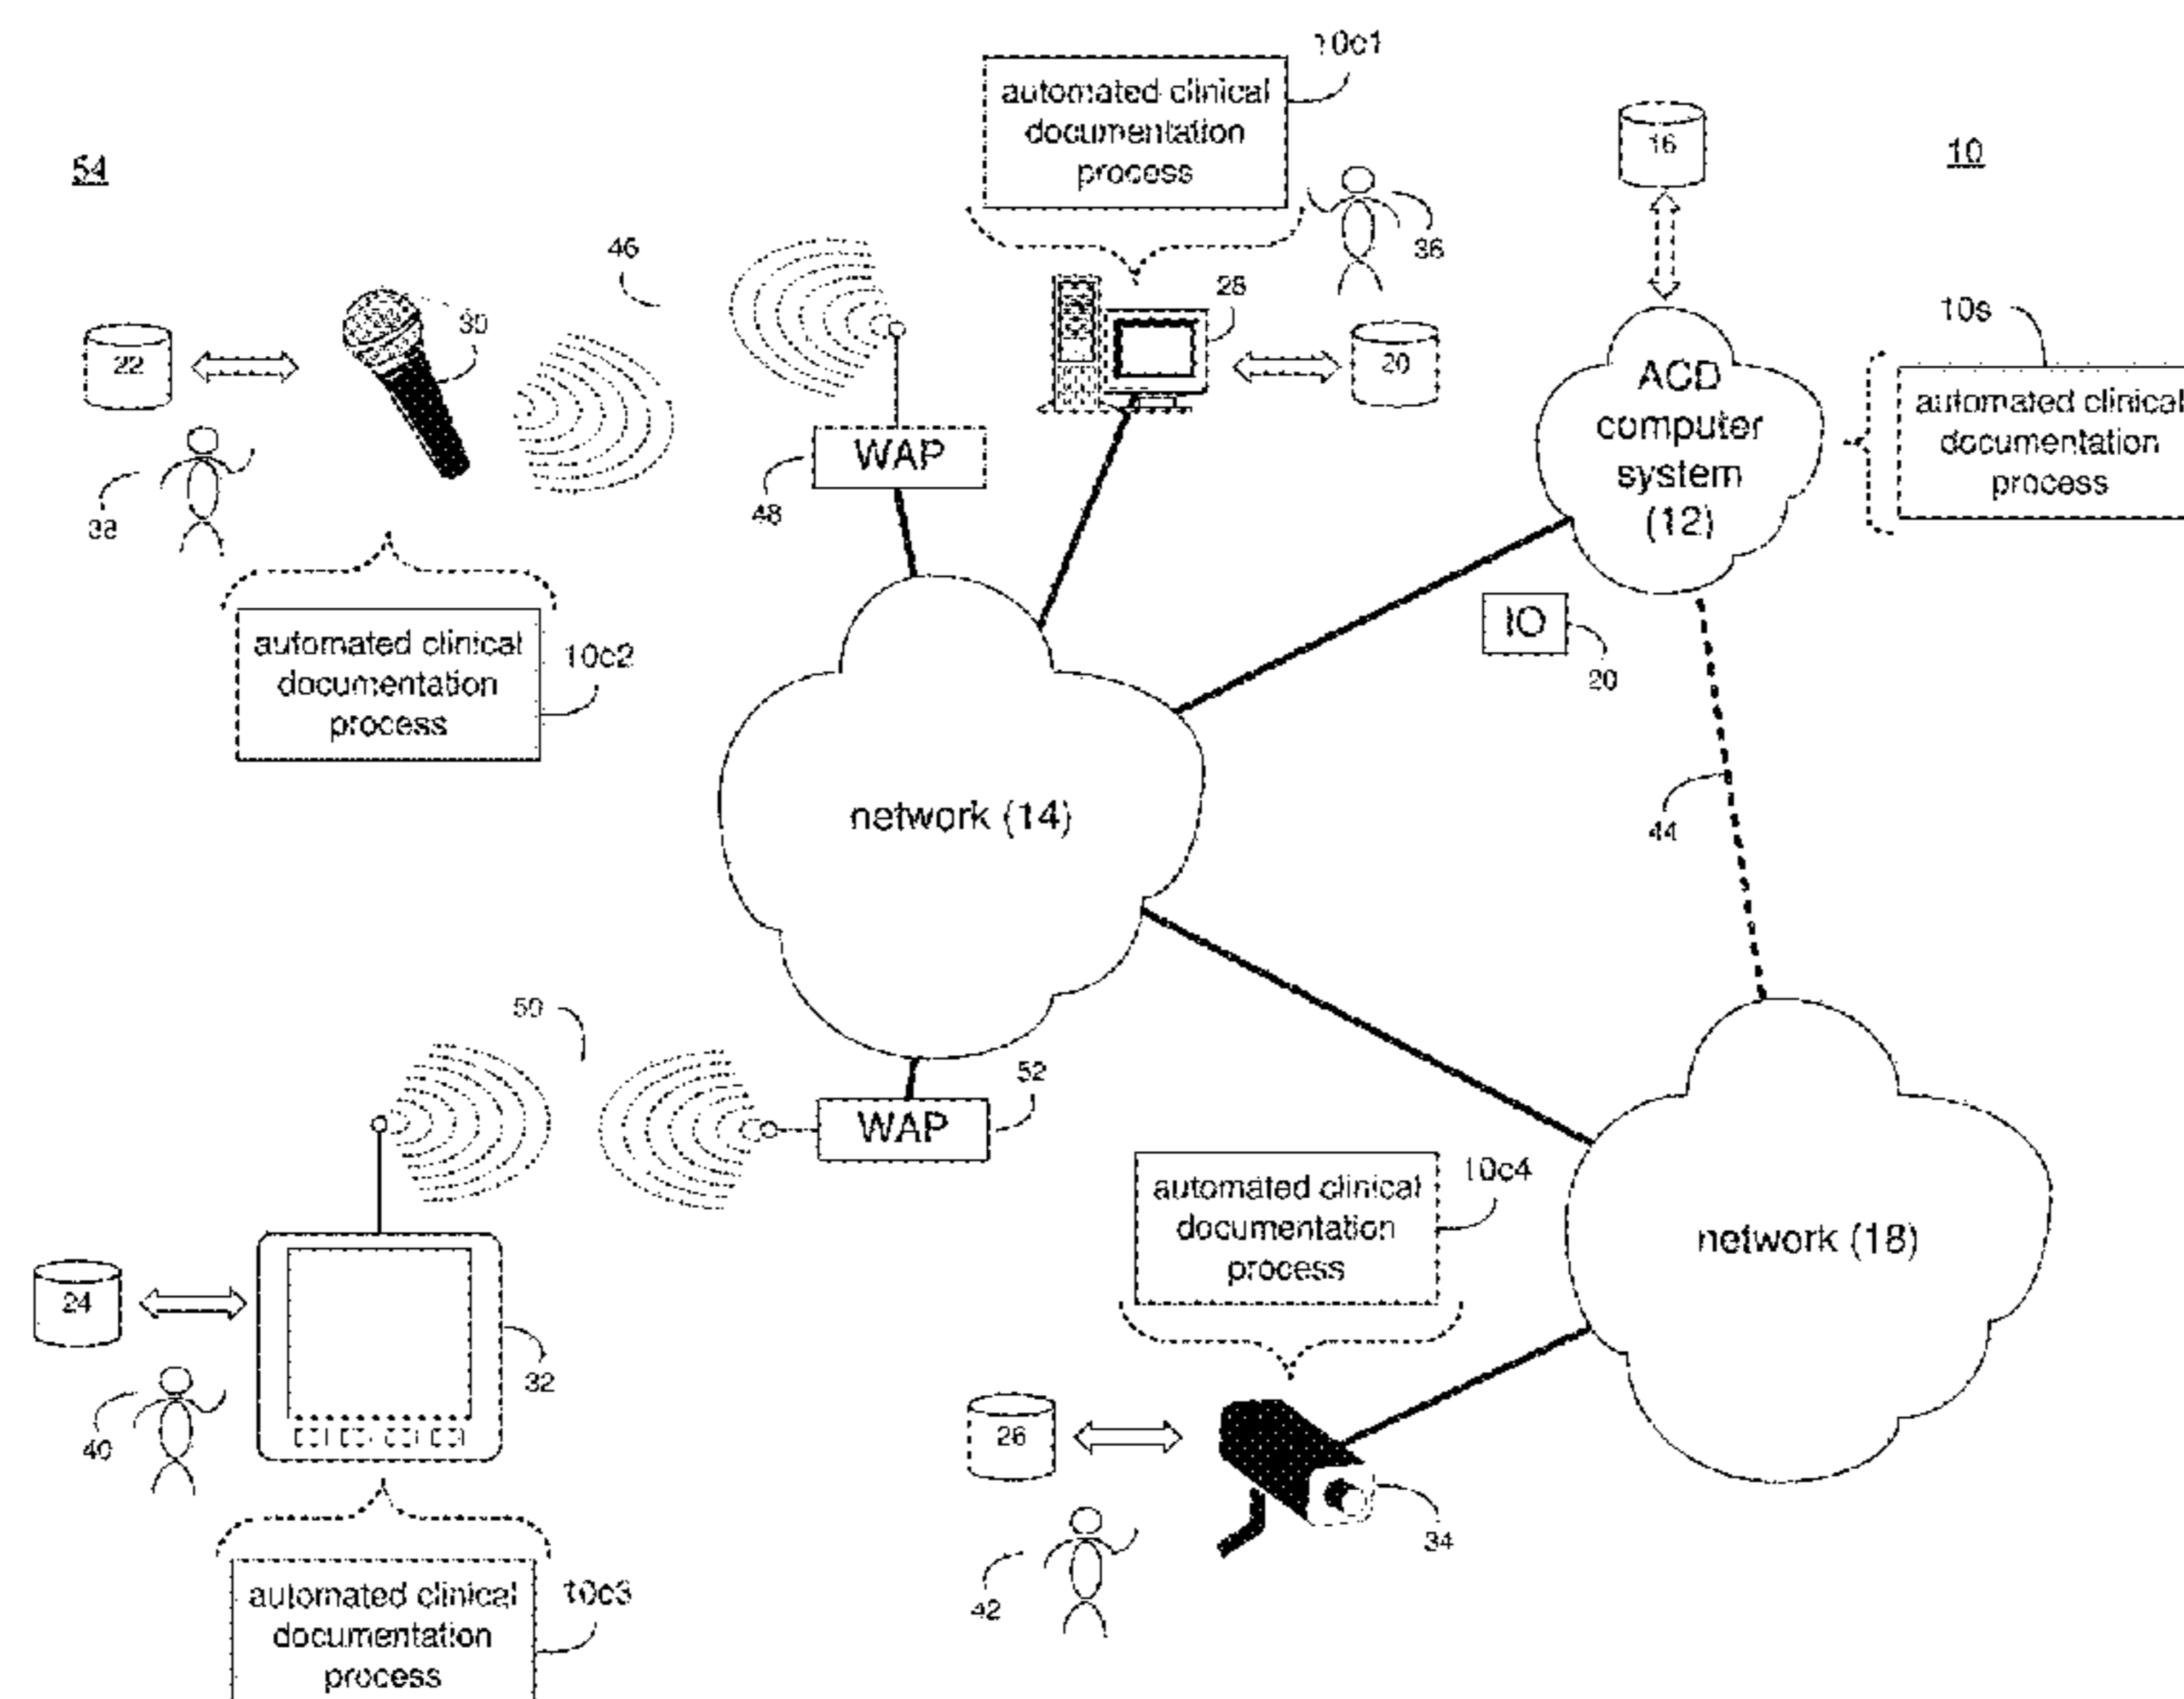 10c1
automated clinical
documentation
process
16
10
54
36
46
28
30
10s
22
20
ACD
computer
system
(12)
automated clinical
documentation
process
WAP
48
38
IO
20
automated clinical
documentation
process
10c2
network (14)
44
50
52
WAP
10c4
automated clinical
documentation
process
network (18)
24
32
40
26
34
42
automated clinical
documentation
process
10c3